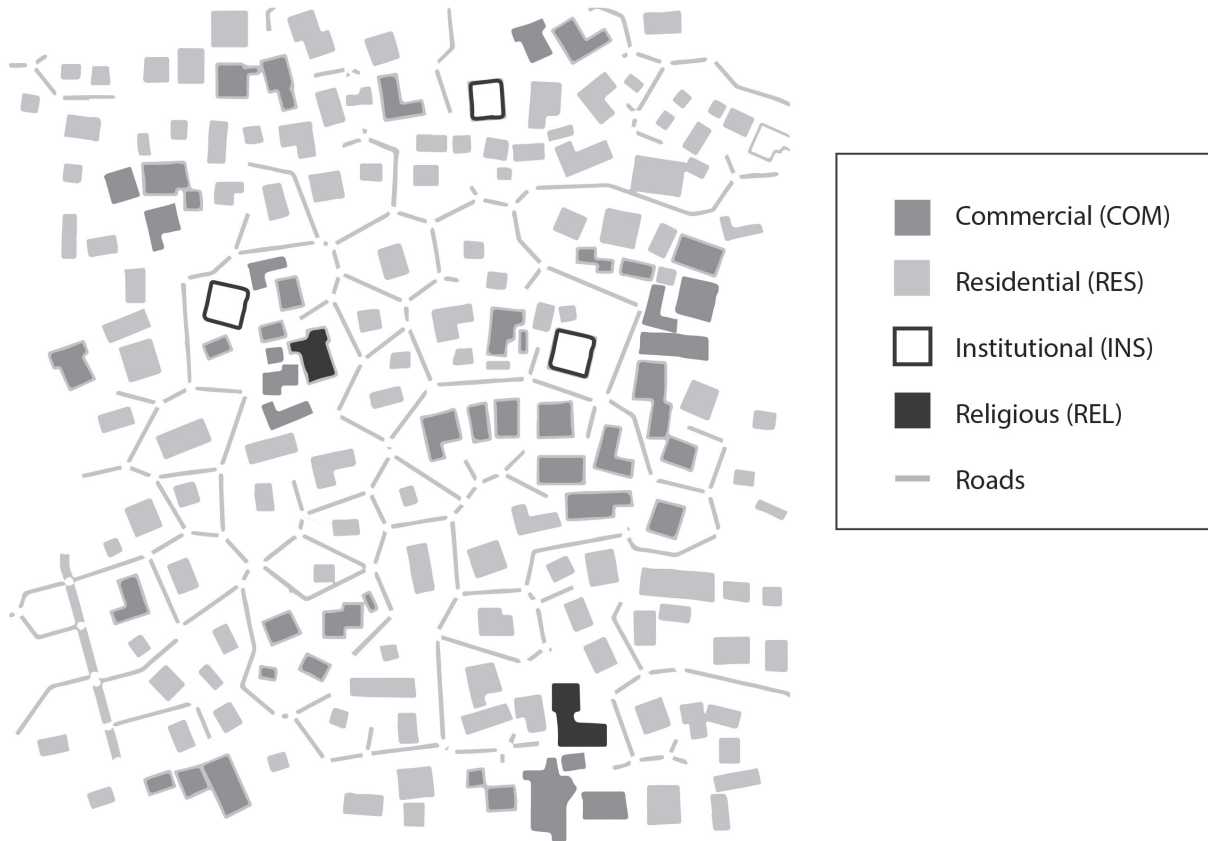 Commercial (COM)
Residential (RES)
Institutional (INS)
Religious (REL)
Roads